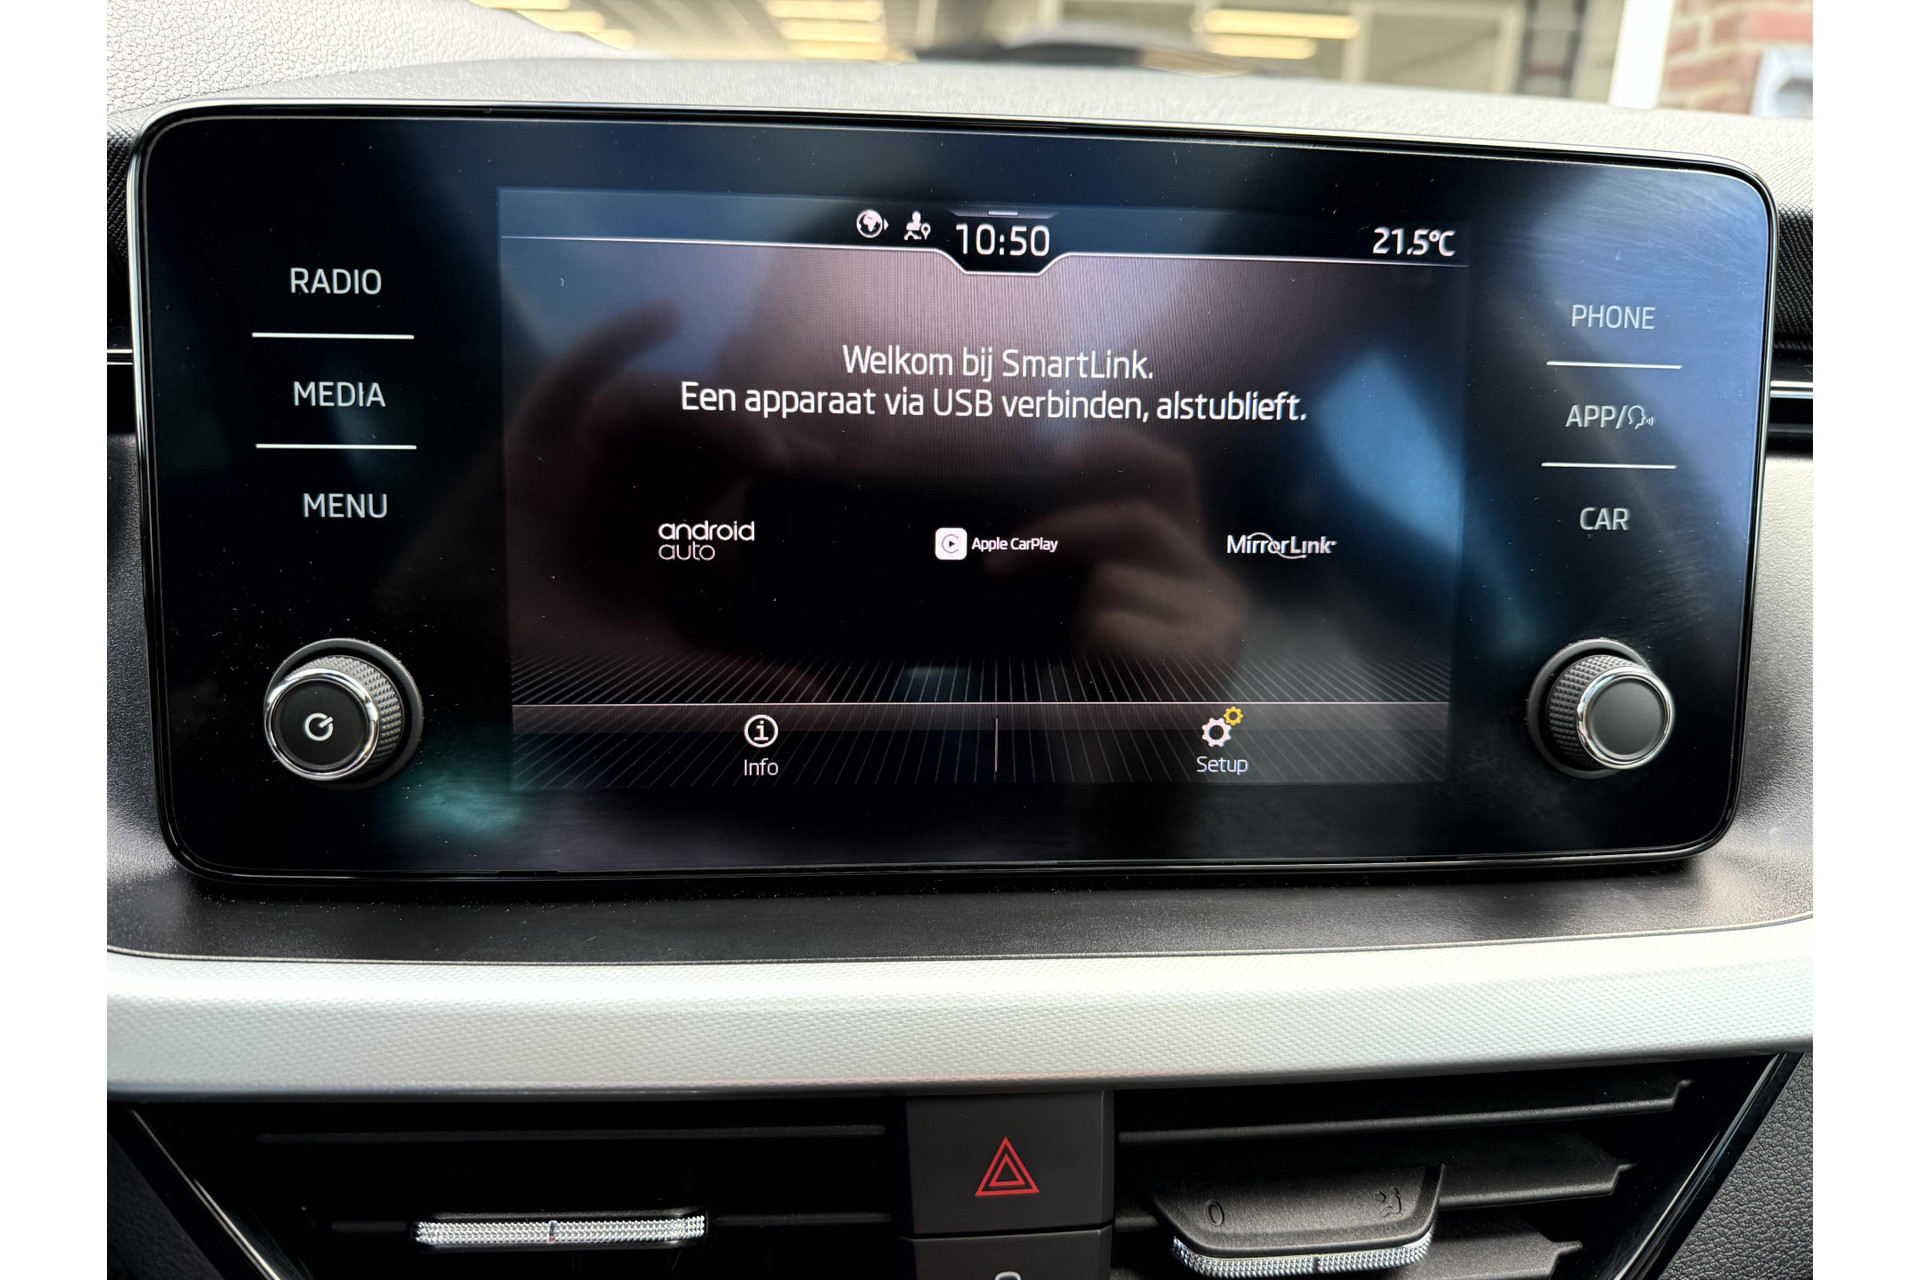 10:50
21.5°C
RADIO
MEDIA
MENU
Welkom bij SmartLink.
Een apparaat via USB verbinden, alstublieft.
android
auto
Apple CarPlay
MirrorLink
Info
Setup
PHONE
APP/
CAR
0